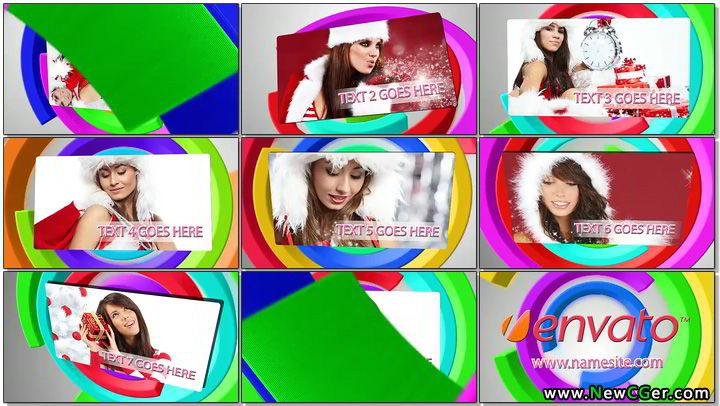 TEXT 2 GOES HERE
TEXT 3 GOES HERE
TEXT 4 GOES HERE
TEXT 5 GOES HERE
TEXT 6 GOES HERE
TEXT 7 GOES HERE
envato™
www.namesite.com
www.NewCGer.com